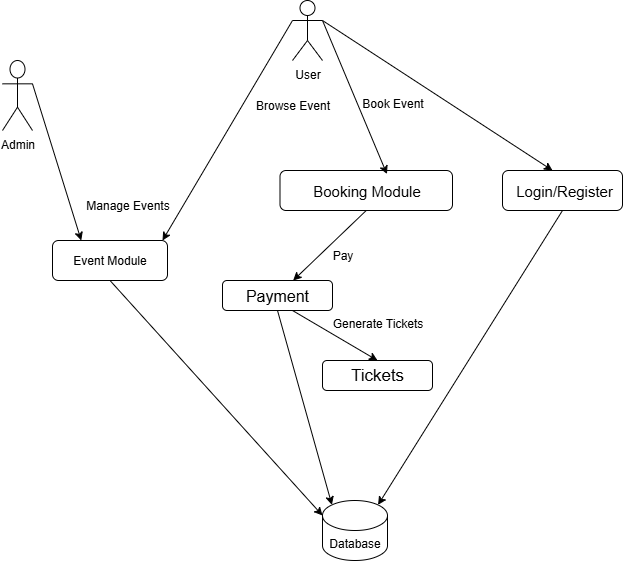 User
Browse Event
Book Event
Admin
Booking Module
Login/Register
Manage Events
Event Module
Pay
Payment
Generate Tickets
Tickets
Database